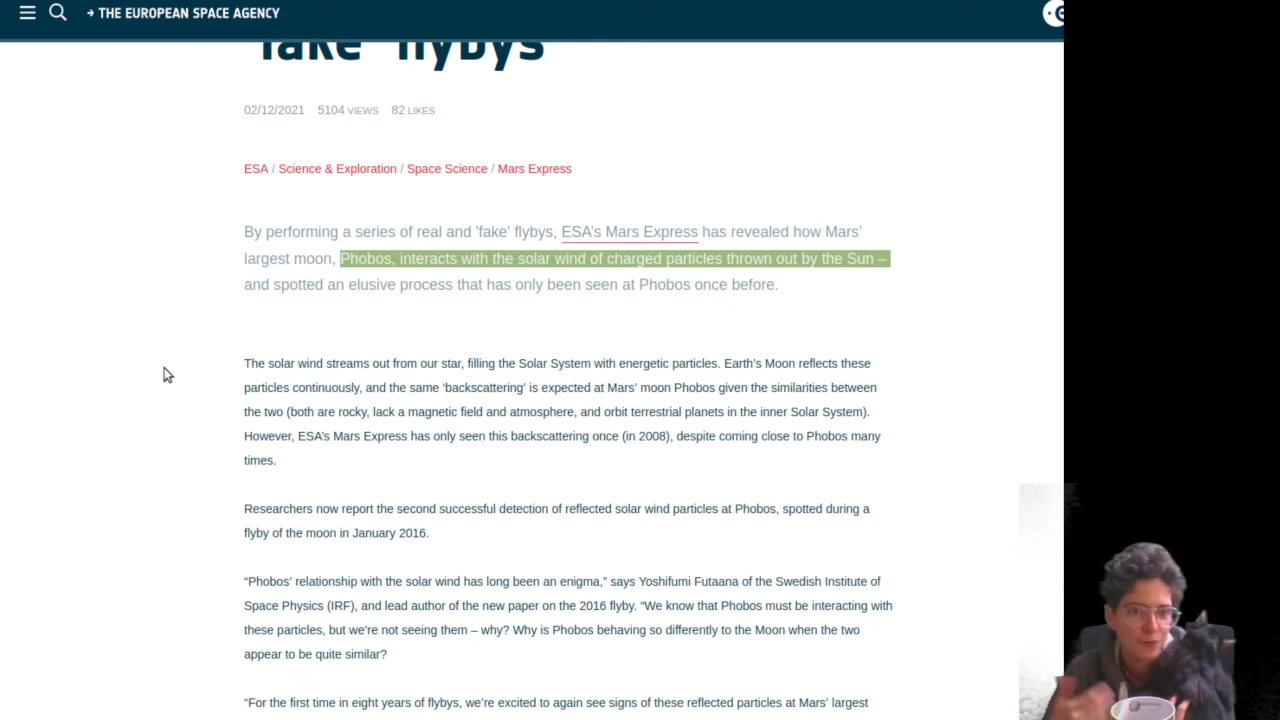 → THE EUROPEAN SPACE AGENCY
'fake' flybys
02/12/2021 5104 VIEWS 82 LIKES
ESA / Science & Exploration / Space Science / Mars Express
By performing a series of real and 'fake' flybys, ESA's Mars Express has revealed how Mars’
largest moon, Phobos, interacts with the solar wind of charged particles thrown out by the Sun –
and spotted an elusive process that has only been seen at Phobos once before.
The solar wind streams out from our star, filling the Solar System with energetic particles. Earth’s Moon reflects these
particles continuously, and the same ‘backscattering’ is expected at Mars’ moon Phobos given the similarities between
the two (both are rocky, lack a magnetic field and atmosphere, and orbit terrestrial planets in the inner Solar System).
However, ESA’s Mars Express has only seen this backscattering once (in 2008), despite coming close to Phobos many
times.
Researchers now report the second successful detection of reflected solar wind particles at Phobos, spotted during a
flyby of the moon in January 2016.
“Phobos’ relationship with the solar wind has long been an enigma,” says Yoshifumi Futaana of the Swedish Institute of
Space Physics (IRF), and lead author of the new paper on the 2016 flyby. “We know that Phobos must be interacting with
these particles, but we’re not seeing them – why? Why is Phobos behaving so differently to the Moon when the two
appear to be quite similar?
“For the first time in eight years of flybys, we’re excited to again see signs of these reflected particles at Mars’ largest